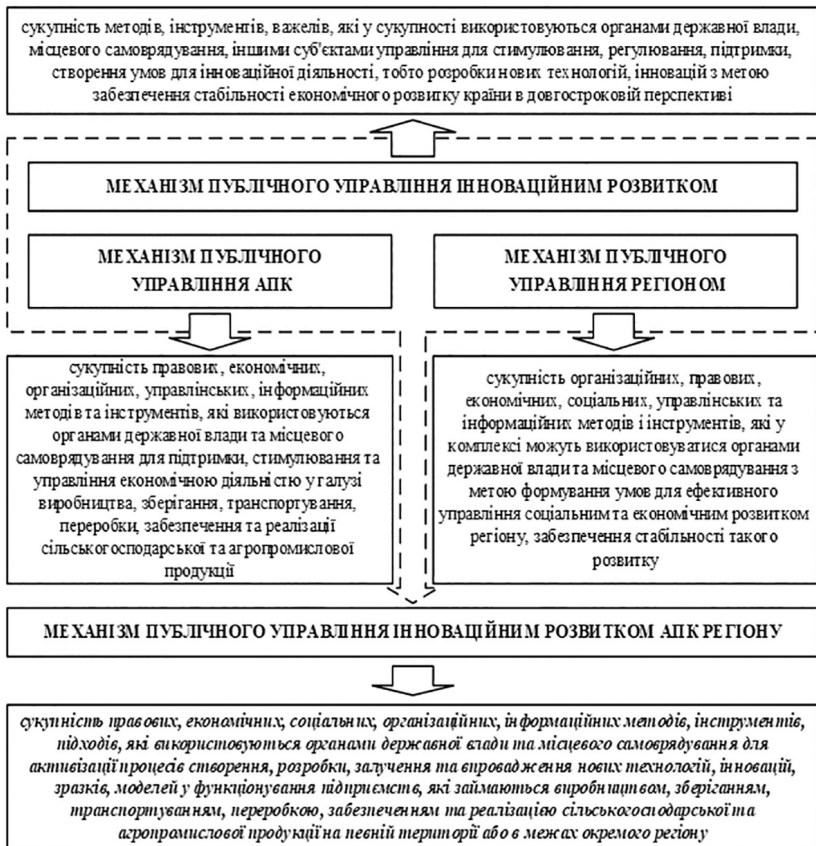 сукупність методів, інструментів, важелів, які у сукупності використовуються органами державної влади,
місцевого самоврядування, іншими суб'єктами управління для стимулювання, регулювання, підтримки,
створення умов для інноваційної діяльності, тобто розробки нових технологій, інновацій з метою
забезпечення стабільності економічного розвитку країни в довгостроковій перспективі
МЕХАНІЗМ ПУБЛІЧНОГО УПРАВЛІННЯ ІННОВАЦІЙНИМ РОЗВИТКОМ
МЕХАНІЗМ ПУБЛІЧНОГО
УПРАВЛІННЯ АПК
МЕХАНІЗМ ПУБЛІЧНОГО
УПРАВЛІННЯ РЕГІОНОМ
сукупність правових, економічних,
організаційних, управлінських, інформаційних
методів та інструментів, які використовуються
органами державної влади та місцевого
самоврядування для підтримки, стимулювання та
управління економічною діяльністю у галузі
виробництва, зберігання, транспортування,
переробки, забезпечення та реалізації
сільськогосподарської та агропромислової
продукції
сукупність організаційних, правових,
економічних, соціальних, управлінських та
інформаційних методів і інструментів, які у
комплексі можуть використовуватися органами
державної влади та місцевого самоврядування з
метою формування умов для ефективного
управління соціальним та економічним розвитком
регіону, забезпечення стабільності такого
розвитку
МЕХАНІЗМ ПУБЛІЧНОГО УПРАВЛІННЯ ІННОВАЦІЙНИМ РОЗВИТКОМ АПК РЕГІОНУ
сукупність правових, економічних, соціальних, організаційних, інформаційних методів, інструментів,
підходів, які використовуються органами державної влади та місцевого самоврядування для
активізації процесів створення, розробки, залучення та впровадження нових технологій, інновацій,
зразків, моделей у функціонування підприємств, які займаються виробництвом, зберіганням,
транспортуванням, переробкою, забезпеченням та реалізацією сільськогосподарської та
агропромислової продукції на певній території або в межах окремого регіону